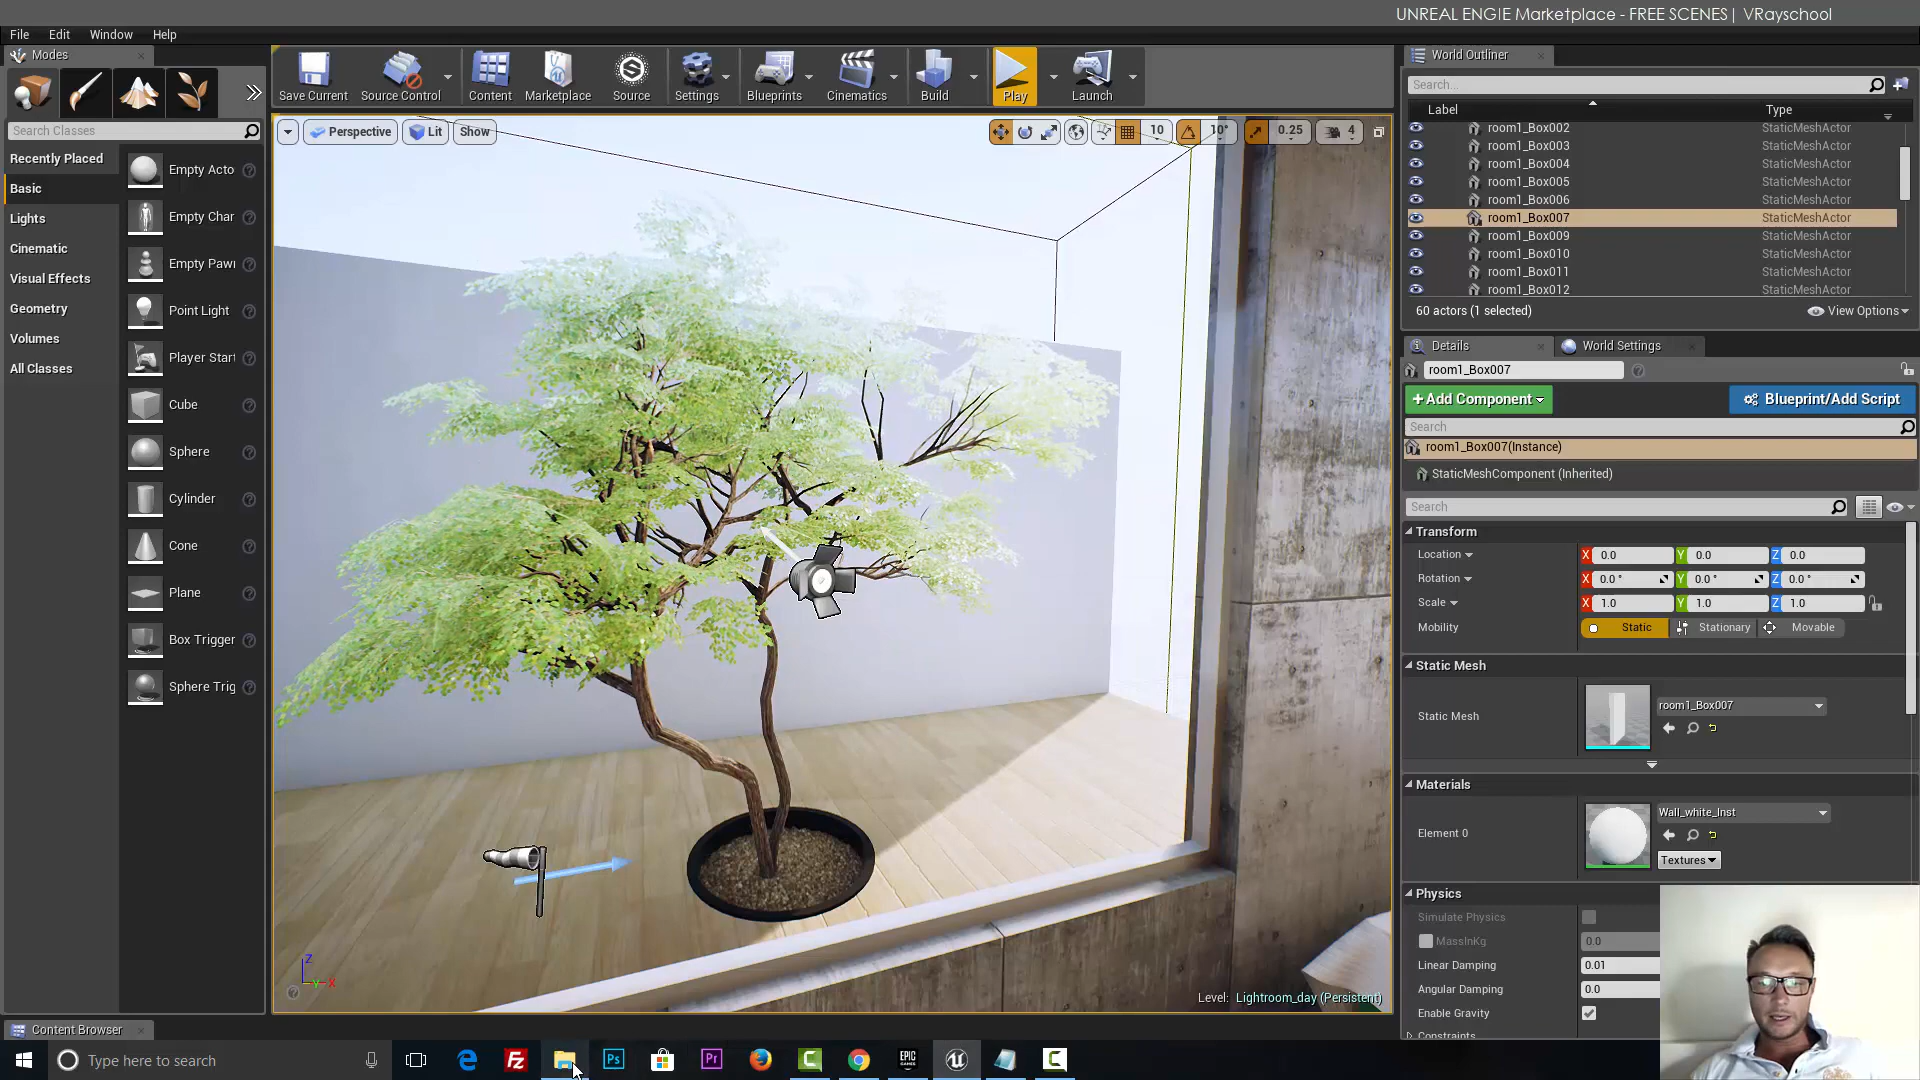 UNREAL ENGIE Marketplace - FREE SCENES| VRayschool
File Edit Window Help
Modes
Save Current
Source Control
Content
Marketplace
Source
Settings
Blueprints
Cinematics
Build
Play
Launch
Search Classes
Recently Placed
Basic
Lights
Cinematic
Visual Effects
Geometry
Volumes
All Classes
Empty Acto
Empty Char
Empty Pawn
Point Light
Player Start
Cube
Sphere
Cylinder
Cone
Plane
Box Trigger
Sphere Trig
Perspective
Lit
Show
10
10°
0.25
4
Level: Lightroom_day (Persistent)
World Outliner
Search...
Label Type
room1_Box002 StaticMeshActor
room1_Box003 StaticMeshActor
room1_Box004 StaticMeshActor
room1_Box005 StaticMeshActor
room1_Box006 StaticMeshActor
room1_Box007 StaticMeshActor
room1_Box009 StaticMeshActor
room1_Box010 StaticMeshActor
room1_Box011 StaticMeshActor
room1_Box012 StaticMeshActor
60 actors (1 selected)
View Options
Details
World Settings
room1_Box007
+Add Component
Blueprint/Add Script
Search
room1_Box007(Instance)
StaticMeshComponent (Inherited)
Search
Transform
Location X 0.0 Y 0.0 Z 0.0
Rotation X 0.0 ° Y 0.0 ° Z 0.0 °
Scale X 1.0 Y 1.0 Z 1.0
Mobility Static Stationary Movable
Static Mesh
Static Mesh
room1_Box007
Materials
Element 0
Wall_white_Inst
Textures
Physics
Simulate Physics
MassInKg 0.0
Linear Damping 0.01
Angular Damping 0.0
Enable Gravity
Constraints
Z
Y X
Content Browser
Type here to search
Fz
Ps
Pr
EPIC
GAMES